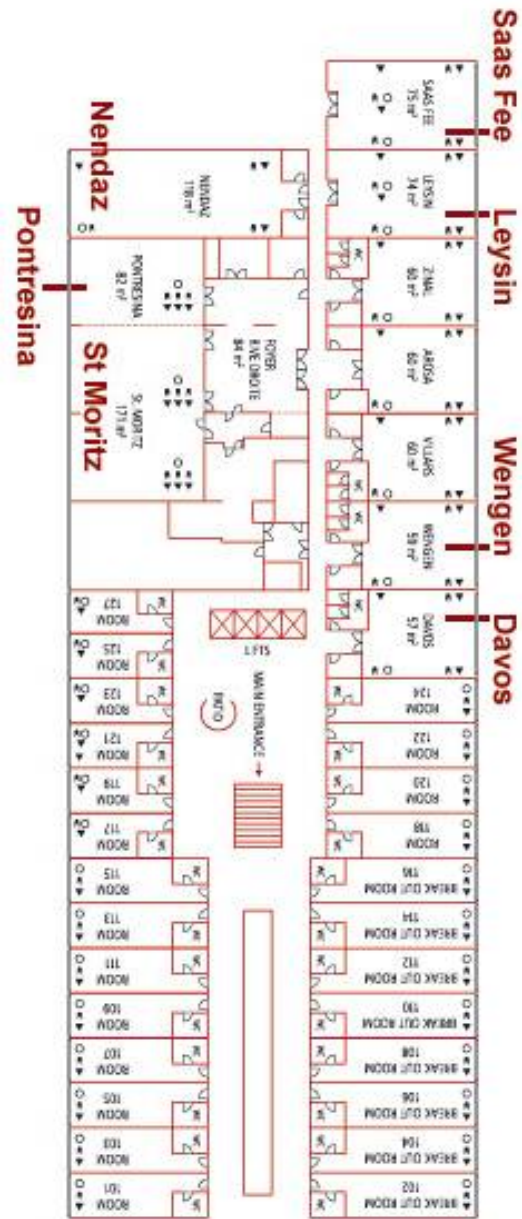 Saas Fee
Leysin
Wengen
Davos
Nendaz
Pontresina
St Moritz
SAAS FEE
75 m²
LEYSIN
74 m²
ZINAL
60 m²
AROSA
60 m²
VILLARS
60 m²
WENGEN
59 m²
DAVOS
57 m²
NENDAZ
118 m²
PONTRESINA
82 m²
ST. MORITZ
171 m²
FOYER
RIVE DROITE
84 m²
LIFTS
MAIN ENTRANCE
PATIO
ROOM
124
ROOM
122
ROOM
120
ROOM
118
BREAK OUT ROOM
116
BREAK OUT ROOM
114
BREAK OUT ROOM
112
BREAK OUT ROOM
110
BREAK OUT ROOM
108
BREAK OUT ROOM
106
BREAK OUT ROOM
104
BREAK OUT ROOM
102
ROOM
127
ROOM
125
ROOM
123
ROOM
121
ROOM
119
ROOM
117
ROOM
115
ROOM
113
ROOM
111
ROOM
109
ROOM
107
ROOM
105
ROOM
103
ROOM
101